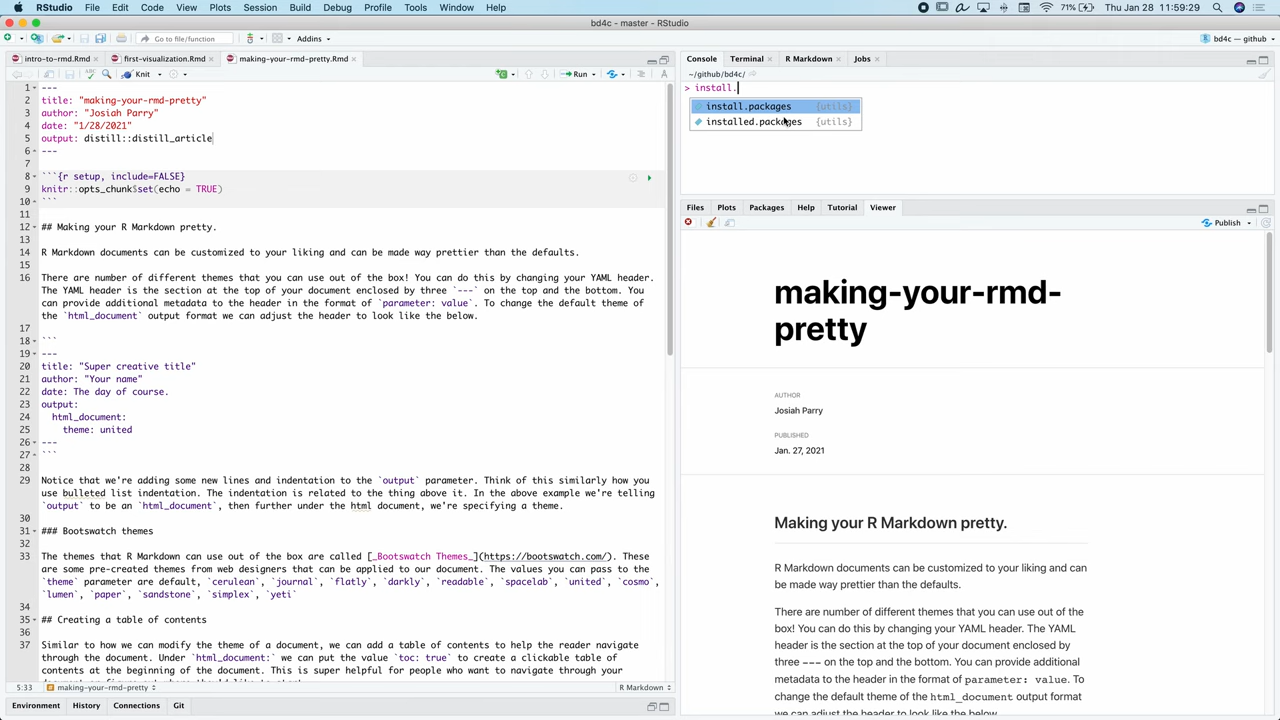 RStudio File Edit Code View Plots Session Build Debug Profile Tools Window Help
71% Thu Jan 28 11:59:29
bd4c - master - RStudio
Go to file/function Addins bd4c — github
intro-to-rmd.Rmd first-visualization.Rmd making-your-rmd-pretty.Rmd
Knit Run
1 ---
2 title: "making-your-rmd-pretty"
3 author: "Josiah Parry"
4 date: "1/28/2021"
5 output: distill::distill_article
6 ---
7
8 ```{r setup, include=FALSE}
9 knitr::opts_chunk$set(echo = TRUE)
10 ```
11
12 ## Making your R Markdown pretty.
13
14 R Markdown documents can be customized to your liking and can be made way prettier than the defaults.
15
16 There are number of different themes that you can use out of the box! You can do this by changing your YAML header.
The YAML header is the section at the top of your document enclosed by three `---` on the top and the bottom. You
can provide additional metadata to the header in the format of `parameter: value`. To change the default theme of
the `html_document` output format we can adjust the header to look like the below.
17
18 ```
19 ---
20 title: "Super creative title"
21 author: "Your name"
22 date: The day of course.
23 output:
24 html_document:
25 theme: united
26 ---
27 ```
28
29 Notice that we're adding some new lines and indentation to the `output` parameter. Think of this similarly how you
use bulleted list indentation. The indentation is related to the thing above it. In the above example we're telling
`output` to be an `html_document`, then further under the html document, we're specifying a theme.
30
31 ### Bootswatch themes
32
33 The themes that R Markdown can use out of the box are called [_Bootswatch Themes_](https://bootswatch.com/). These
are some pre-created themes from web designers that can be applied to our document. The values you can pass to the
`theme` parameter are default, `cerulean`, `journal`, `flatly`, `darkly`, `readable`, `spacelab`, `united`, `cosmo`,
`lumen`, `paper`, `sandstone`, `simplex`, `yeti`
34
35 ## Creating a table of contents
36
37 Similar to how we can modify the theme of a document, we can add a table of contents to help the reader navigate
through the document. Under `html_document:` we can put the value `toc: true` to create a clickable table of
contents at the beginning of the document. This is super helpful for people who want to navigate through your
5:33 making-your-rmd-pretty R Markdown
Environment History Connections Git
Console Terminal R Markdown Jobs
~/github/bd4c/
> install.
install.packages {utils}
installed.packages {utils}
Files Plots Packages Help Tutorial Viewer
Publish
making-your-rmd-
pretty
AUTHOR
Josiah Parry
PUBLISHED
Jan. 27, 2021
Making your R Markdown pretty.
R Markdown documents can be customized to your liking and can
be made way prettier than the defaults.
There are number of different themes that you can use out of the
box! You can do this by changing your YAML header. The YAML
header is the section at the top of your document enclosed by
three --- on the top and the bottom. You can provide additional
metadata to the header in the format of parameter: value. To
change the default theme of the html_document output format
we can adjust the header to look like the below.